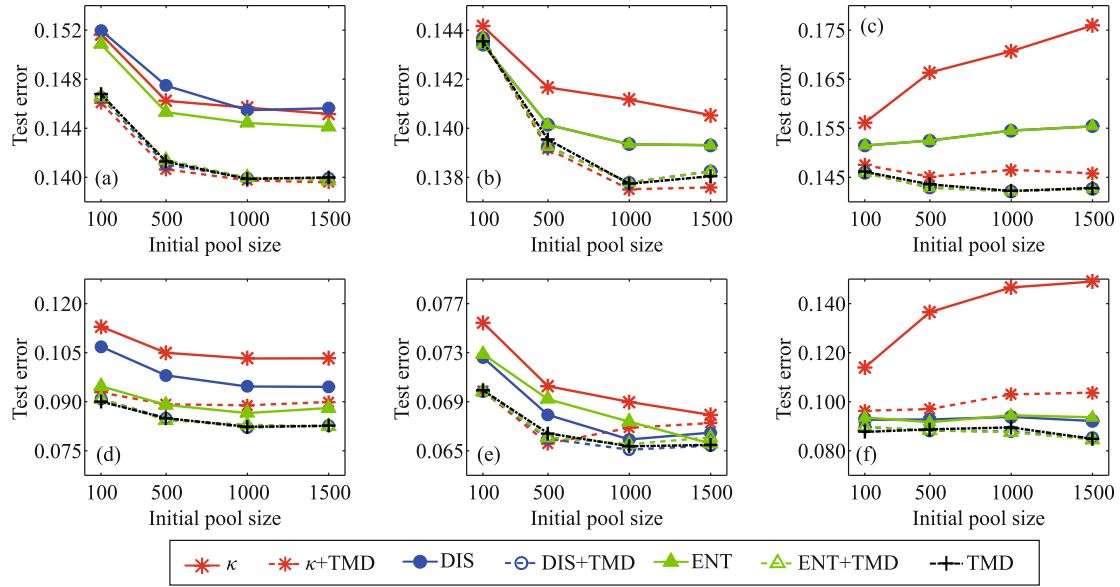 0.152
0.148
0.144
0.140
Test error
(a)
100 500 1000 1500
Initial pool size
0.144
0.142
0.140
0.138
Test error
(b)
100 500 1000 1500
Initial pool size
0.175
0.165
0.155
0.145
Test error
(c)
100 500 1000 1500
Initial pool size
0.120
0.105
0.090
0.075
Test error
(d)
100 500 1000 1500
Initial pool size
0.077
0.073
0.069
0.065
Test error
(e)
100 500 1000 1500
Initial pool size
0.140
0.120
0.100
0.080
Test error
(f)
100 500 1000 1500
Initial pool size
κ κ+TMD DIS DIS+TMD ENT ENT+TMD TMD